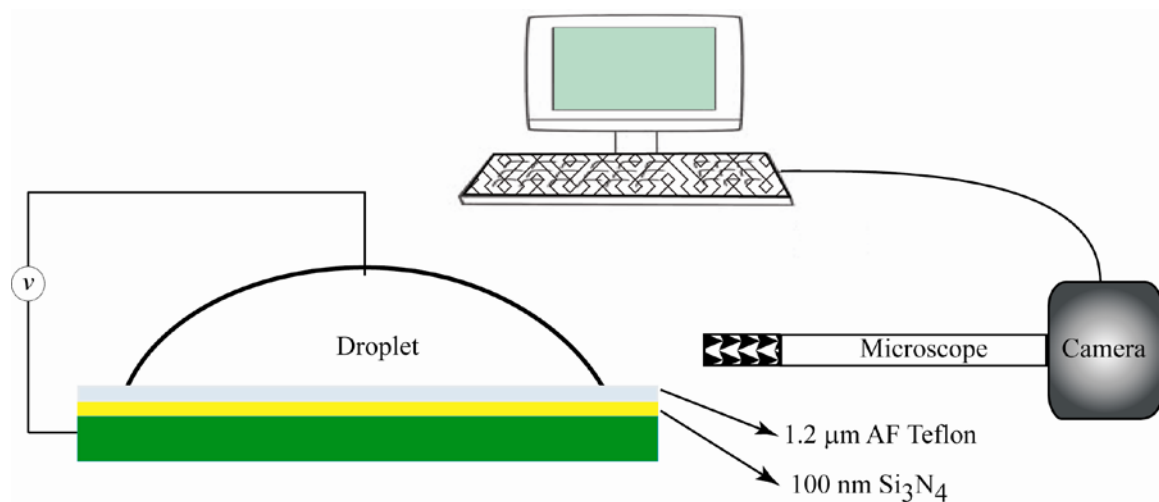 v
Droplet
Microscope
Camera
1.2 μm AF Teflon
100 nm Si₃N₄